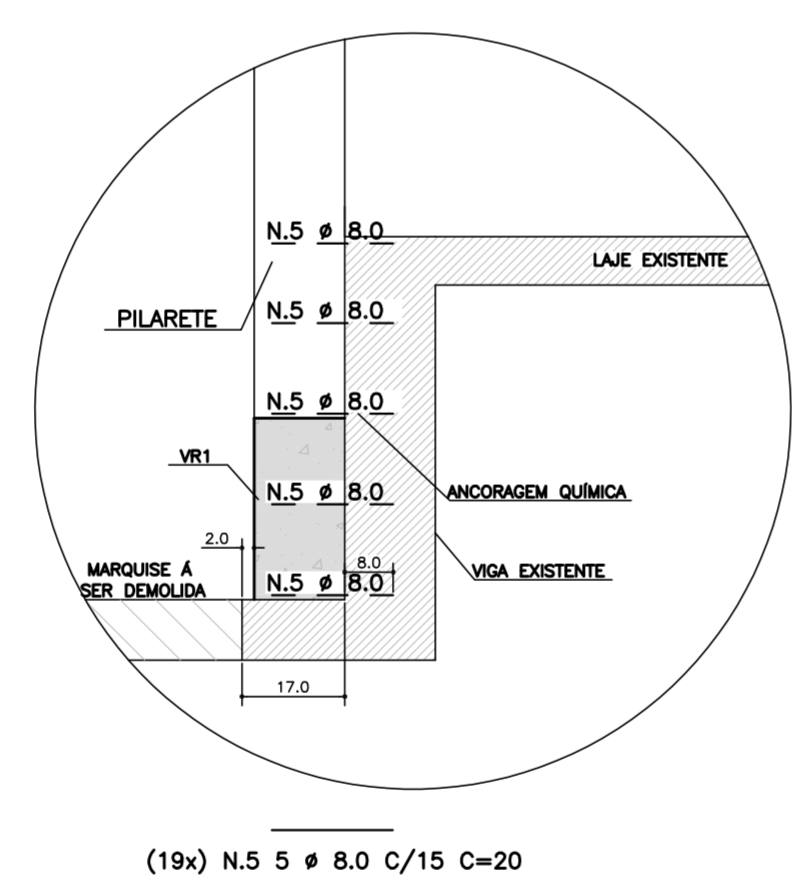 N.5 ø 8.0
LAJE EXISTENTE
PILARETE
N.5 ø 8.0
N.5 ø 8.0
VR1
N.5 ø 8.0
ANCORAGEM QUÍMICA
2.0
8.0
MARQUISE Á
SER DEMOLIDA
N.5 ø 8.0
VIGA EXISTENTE
17.0
(19x) N.5 5 ø 8.0 C/15 C=20